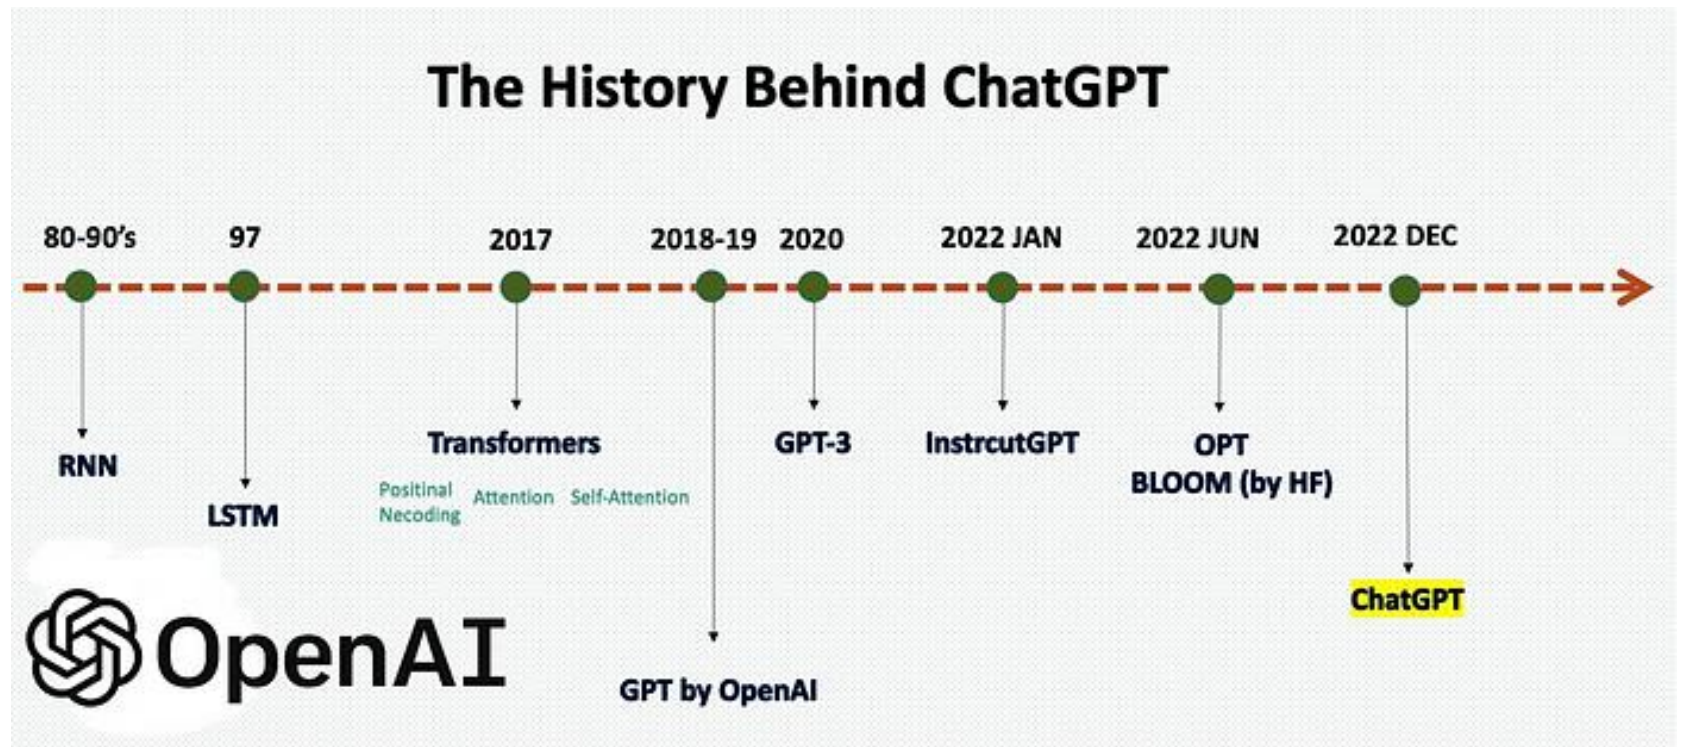 The History Behind ChatGPT
80-90's
97
2017
2018-19
2020
2022 JAN
2022 JUN
2022 DEC
RNN
LSTM
Transformers
Positinal
Necoding
Attention
Self-Attention
GPT by OpenAI
GPT-3
InstrcutGPT
OPT
BLOOM (by HF)
ChatGPT
OpenAI